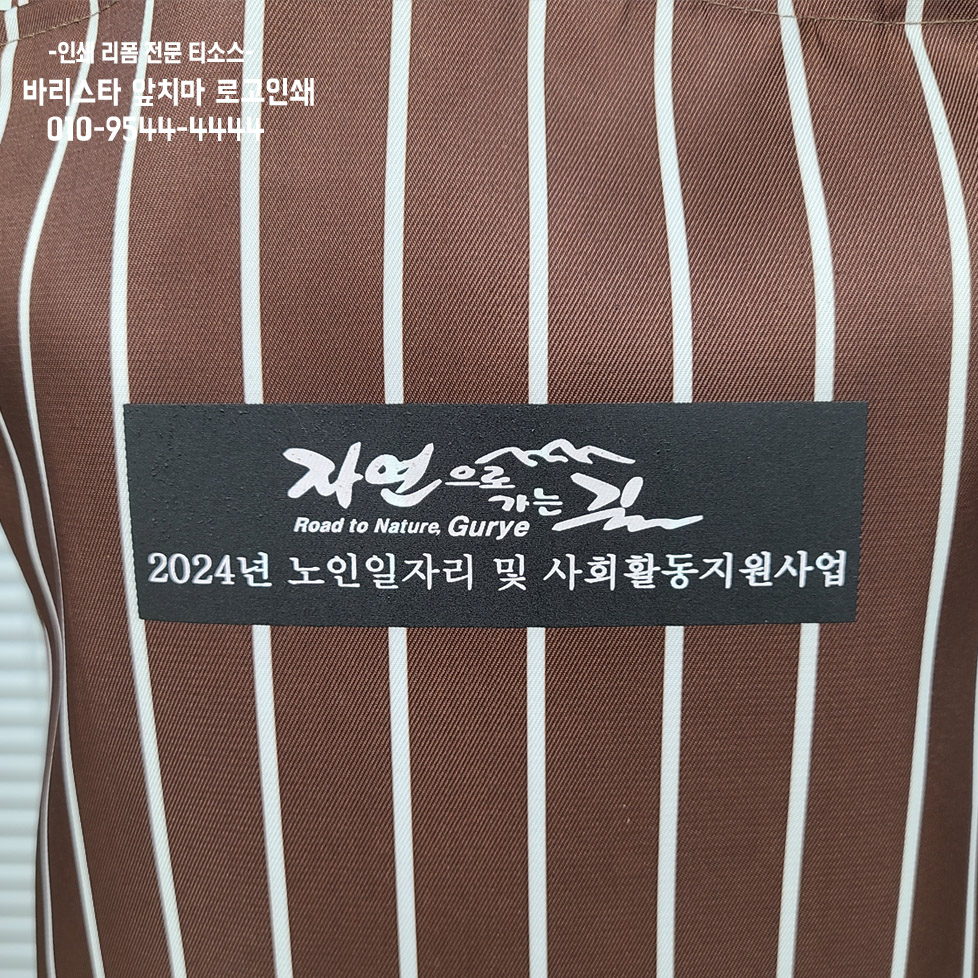 -인쇄 리폼 전문 티소스-
바리스타 앞치마 로고인쇄
010-9544-4444
자연으로 가는 길
Road to Nature, Gurye
2024년 노인일자리 및 사회활동지원사업